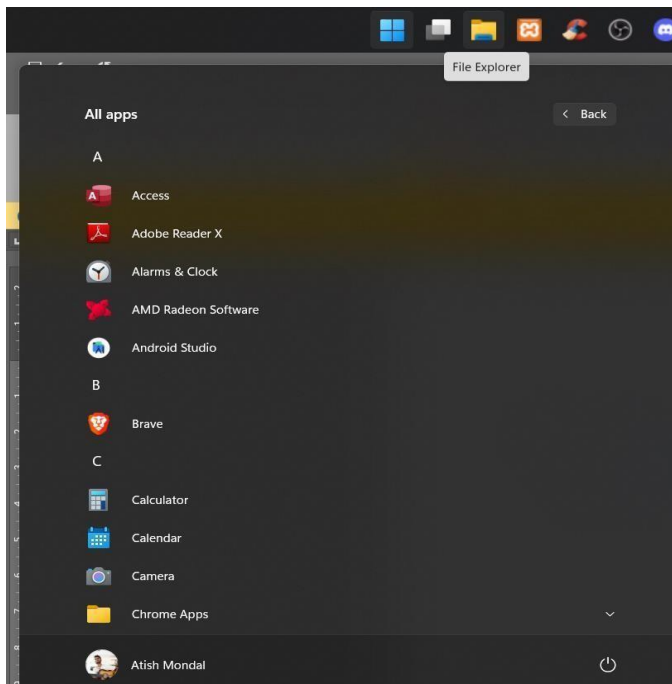 File Explorer
All apps
Back
A
Access
Adobe Reader X
Alarms & Clock
AMD Radeon Software
Android Studio
B
Brave
C
Calculator
Calendar
Camera
Chrome Apps
Atish Mondal